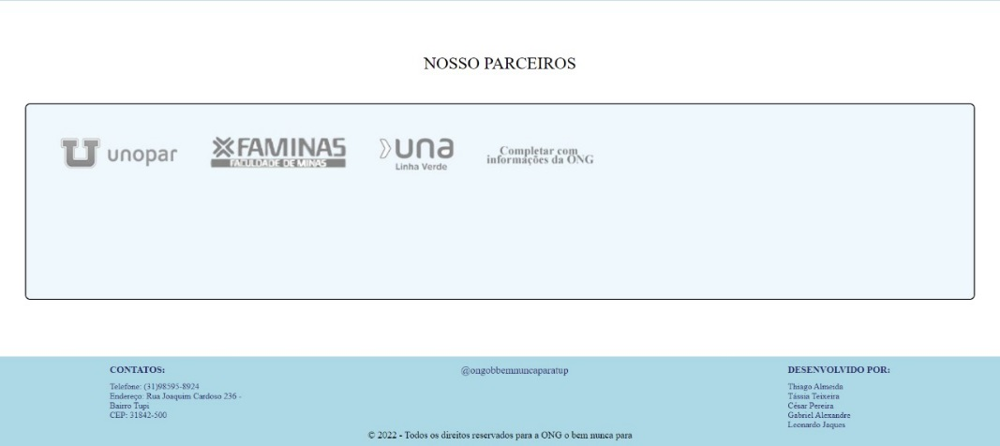 NOSSO PARCEIROS
unopar
FAMINAS
FACULDADE DE MINAS
una
Linha Verde
Completar com
informações da ONG
CONTATOS:
Telefone: (31)98595-8924
Endereço: Rua Joaquim Cardoso 236 -
Bairro Tupi
CEP: 31842-500
@ongobbemnuncaparatup
DESENVOLVIDO POR:
Thiago Almeida
Tássia Teixeira
César Pereira
Gabriel Alexandre
Leonardo Jaques
© 2022 - Todos os direitos reservados para a ONG o bem nunca para